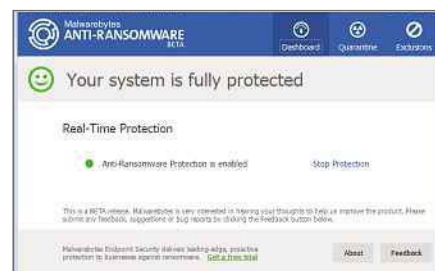 Malwarebytes
ANTI-RANSOMWARE
BETA
Dashboard
Quarantine
Exclusions
Your system is fully protected
Real-Time Protection
Anti-Ransomware Protection is enabled
Stop Protection
This is a BETA release. Malwarebytes is very interested in hearing your thoughts to help us improve the product. Please
submit any feedback, suggestions or bug reports by clicking the Feedback button below.
Malwarebytes Endpoint Security delivers leading-edge, proactive
protection to businesses against ransomware. Get a free trial
About
Feedback